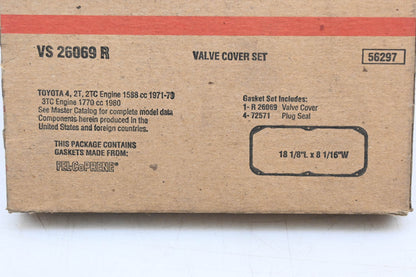 VS 26069 R
VALVE COVER SET
56297
TOYOTA 4, 2T, 2TC Engine 1588 cc 1971-79
3TC Engine 1770 cc 1980
See Master Catalog for complete model data
Components herein produced in the
United States and foreign countries.
THIS PACKAGE CONTAINS
GASKETS MADE FROM:
FEL-CoPRENE®
Gasket Set Includes:
1- R 26069 Valve Cover
4- 72571 Plug Seal
18 1/8"L x 8 1/16"W